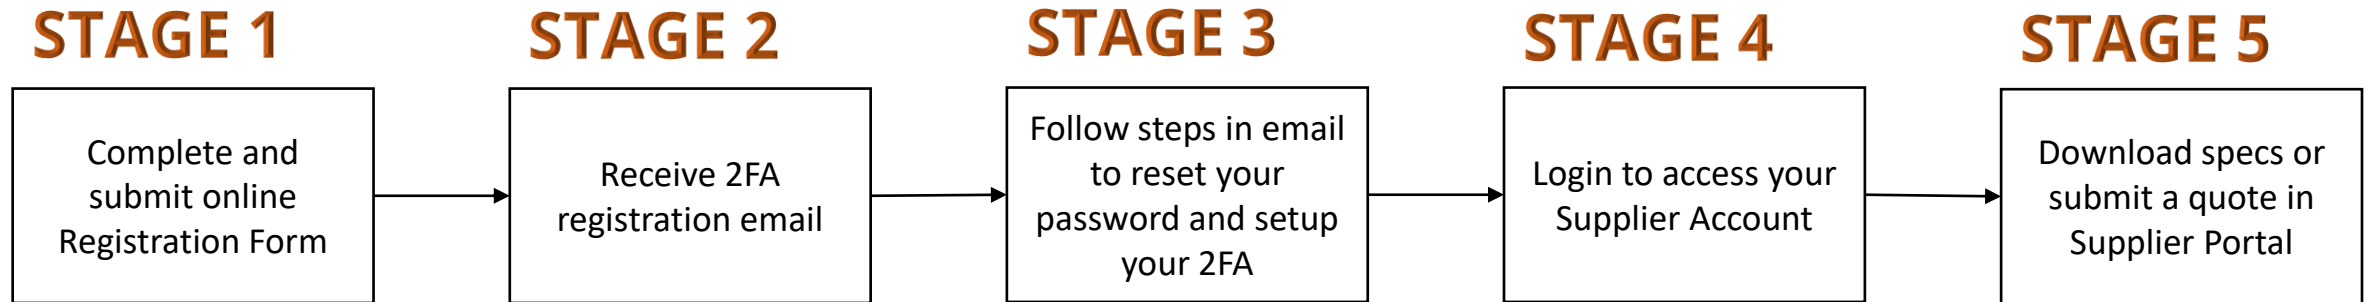 STAGE 1
Complete and
submit online
Registration Form
STAGE 2
Receive 2FA
registration email
STAGE 3
Follow steps in email
to reset your
password and setup
your 2FA
STAGE 4
Login to access your
Supplier Account
STAGE 5
Download specs or
submit a quote in
Supplier Portal